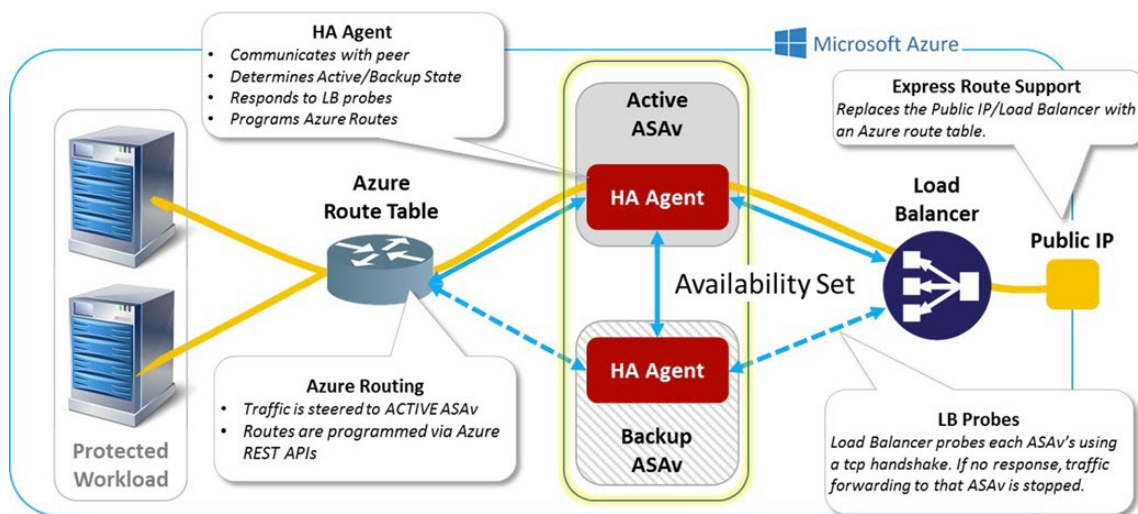 HA Agent
• Communicates with peer
• Determines Active/Backup State
• Responds to LB probes
• Programs Azure Routes
Microsoft Azure
Express Route Support
Replaces the Public IP/Load Balancer with
an Azure route table.
Active
ASAv
HA Agent
Azure
Route Table
Load
Balancer
Public IP
Availability Set
HA Agent
Backup
ASAv
Azure Routing
• Traffic is steered to ACTIVE ASAv
• Routes are programmed via Azure
REST APIs
LB Probes
Load Balancer probes each ASAv's using
a tcp handshake. If no response, traffic
forwarding to that ASAv is stopped.
Protected
Workload